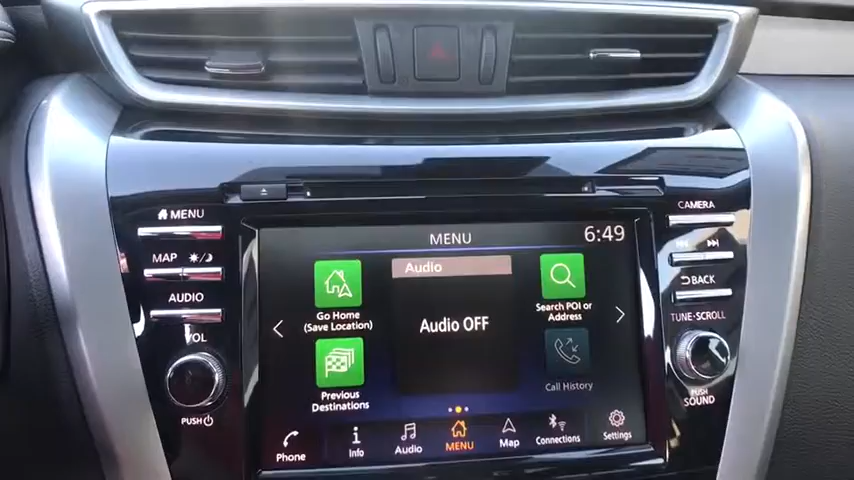 MENU
MAP
AUDIO
VOL
PUSH
MENU
6:49
Audio
Audio OFF
Go Home
(Save Location)
Previous
Destinations
Search POI or
Address
Call History
Phone
Info
Audio
MENU
Map
Connections
Settings
CAMERA
BACK
TUNE·SCROLL
PUSH
SOUND